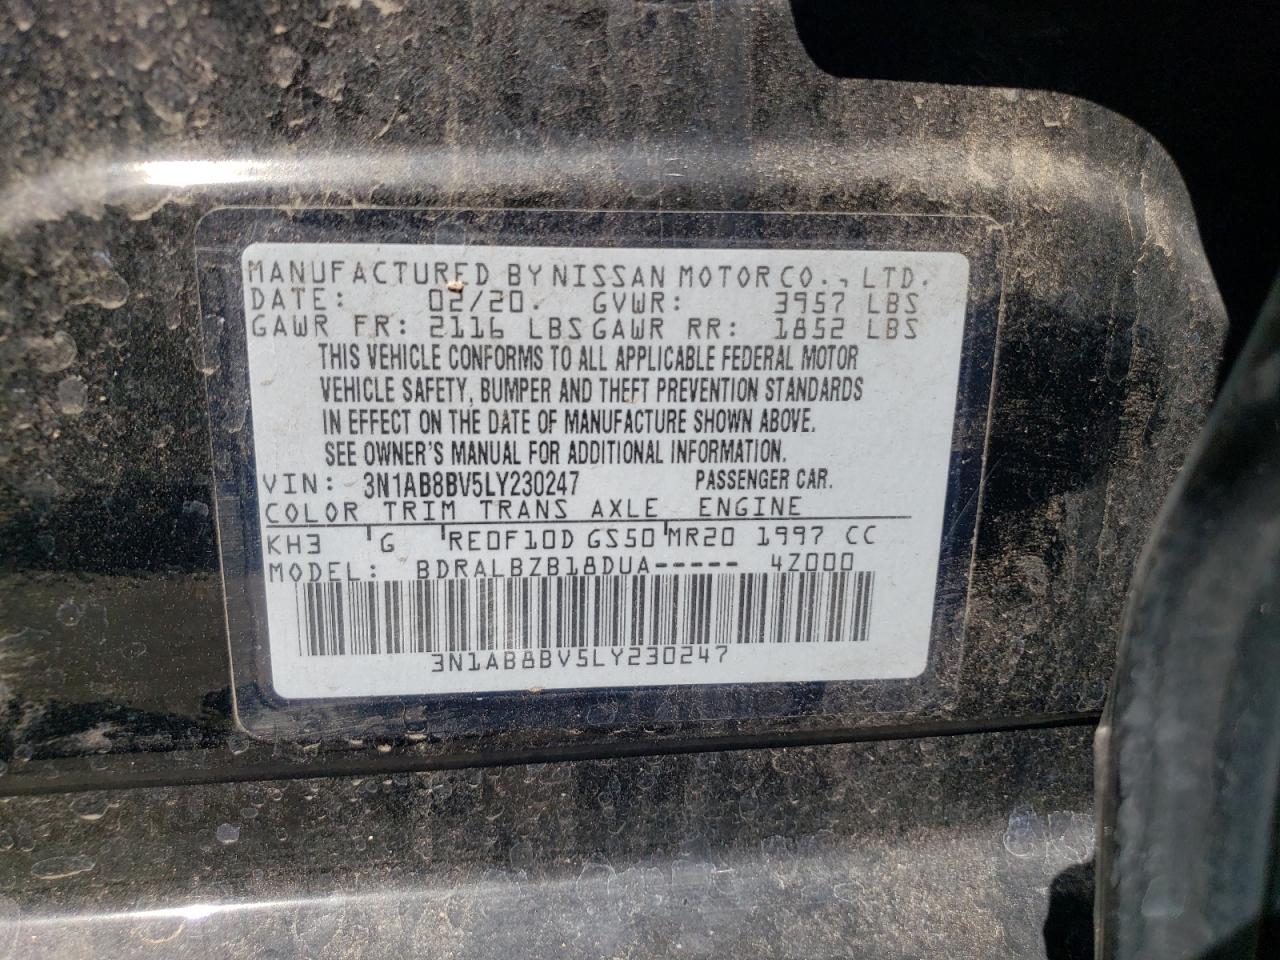 MANUFACTURED BY NISSAN MOTOR CO., LTD.
DATE: 02/20. GVWR: 3957 LBS
GAWR FR: 2116 LBS GAWR RR: 1852 LBS
THIS VEHICLE CONFORMS TO ALL APPLICABLE FEDERAL MOTOR
VEHICLE SAFETY, BUMPER AND THEFT PREVENTION STANDARDS
IN EFFECT ON THE DATE OF MANUFACTURE SHOWN ABOVE.
SEE OWNER'S MANUAL FOR ADDITIONAL INFORMATION.
VIN: 3N1AB8BV5LY230247 PASSENGER CAR.
COLOR TRIM TRANS AXLE ENGINE
KH3 G RE0F10D GS50 MR20 1997 CC
MODEL: BDRALBZB18DUA----- 4Z000
3N1AB8BV5LY230247